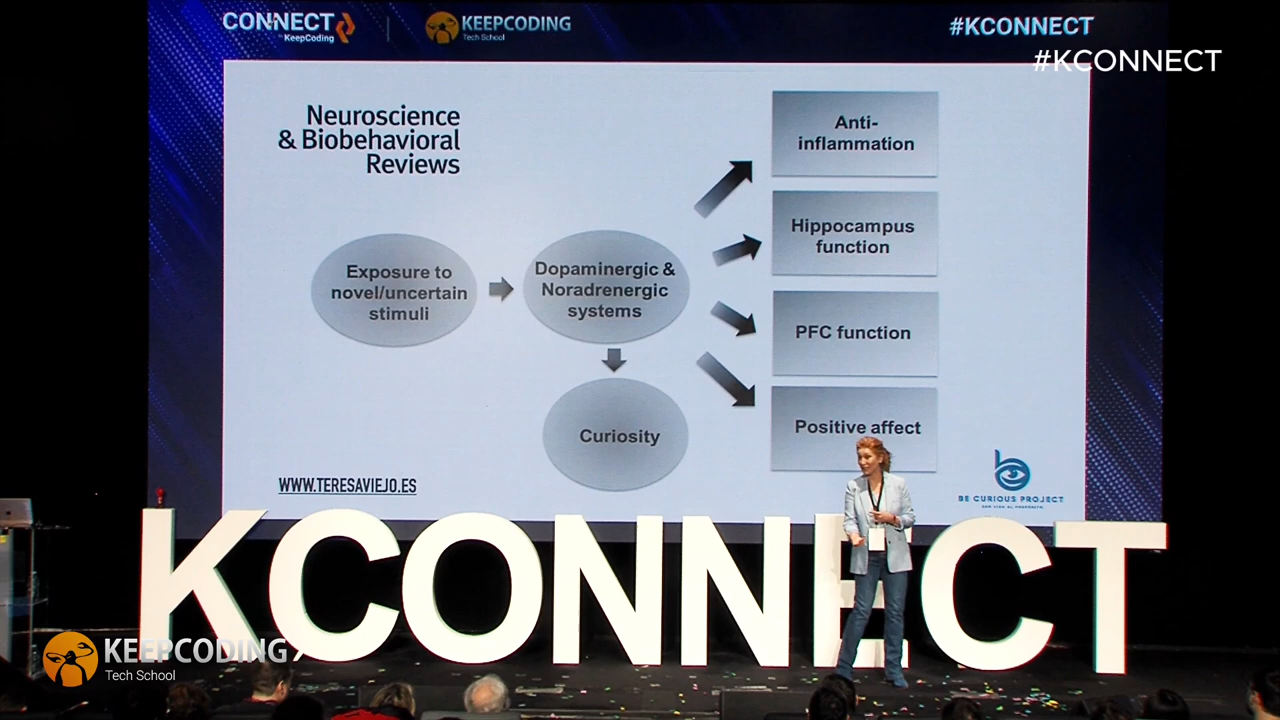 CONNECT
by KeepCoding
KEEPCODING
Tech School
#KCONNECT
#KCONNECT
Neuroscience
& Biobehavioral
Reviews
Exposure to
novel/uncertain
stimuli
Dopaminergic &
Noradrenergic
systems
Curiosity
Anti-
inflammation
Hippocampus
function
PFC function
Positive affect
WWW.TERESAVIEJO.ES
BE CURIOUS PROJECT
KCONNECT
KEEPCODING
Tech School